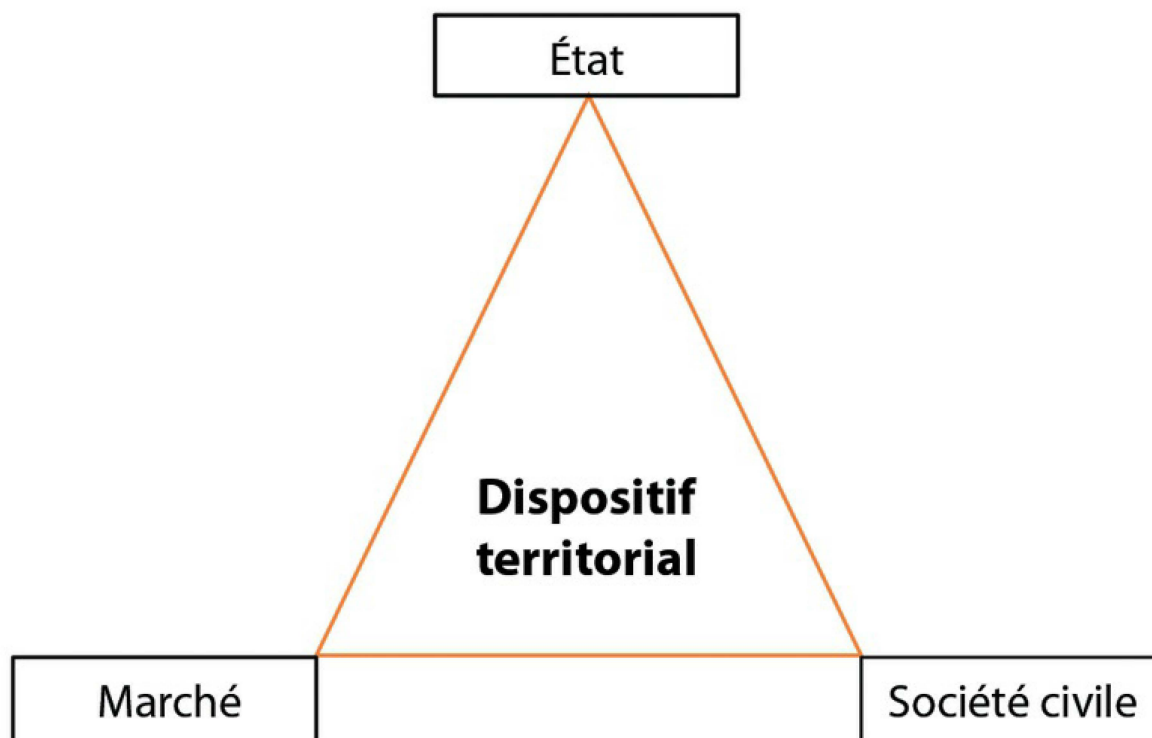 État
Dispositif
territorial
Marché
Société civile